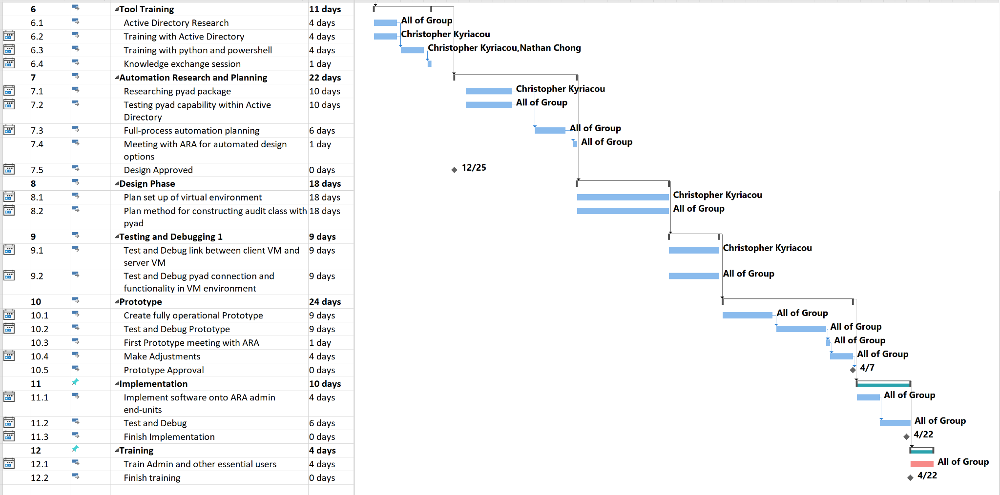 6 Tool Training 11 days
6.1 Active Directory Research 4 days All of Group
6.2 Training with Active Directory 4 days Christopher Kyriacou
6.3 Training with python and powershell 4 days Christopher Kyriacou,Nathan Chong
6.4 Knowledge exchange session 1 day
7 Automation Research and Planning 22 days
7.1 Researching pyad package 10 days Christopher Kyriacou
7.2 Testing pyad capability within Active 10 days All of Group
Directory
7.3 Full-process automation planning 6 days All of Group
7.4 Meeting with ARA for automated design 1 day All of Group
options
7.5 Design Approved 0 days 12/25
8 Design Phase 18 days
8.1 Plan set up of virtual environment 18 days Christopher Kyriacou
8.2 Plan method for constructing audit class with 18 days All of Group
pyad
9 Testing and Debugging 1 9 days
9.1 Test and Debug link between client VM and 9 days Christopher Kyriacou
server VM
9.2 Test and Debug pyad connection and 9 days All of Group
functionality in VM environment
10 Prototype 24 days
10.1 Create fully operational Prototype 9 days All of Group
10.2 Test and Debug Prototype 9 days All of Group
10.3 First Prototype meeting with ARA 1 day All of Group
10.4 Make Adjustments 4 days All of Group
10.5 Prototype Approval 0 days 4/7
11 Implementation 10 days
11.1 Implement software onto ARA admin 4 days All of Group
end-units
11.2 Test and Debug 6 days All of Group
11.3 Finish Implementation 0 days 4/22
12 Training 4 days
12.1 Train Admin and other essential users 4 days All of Group
12.2 Finish training 0 days 4/22